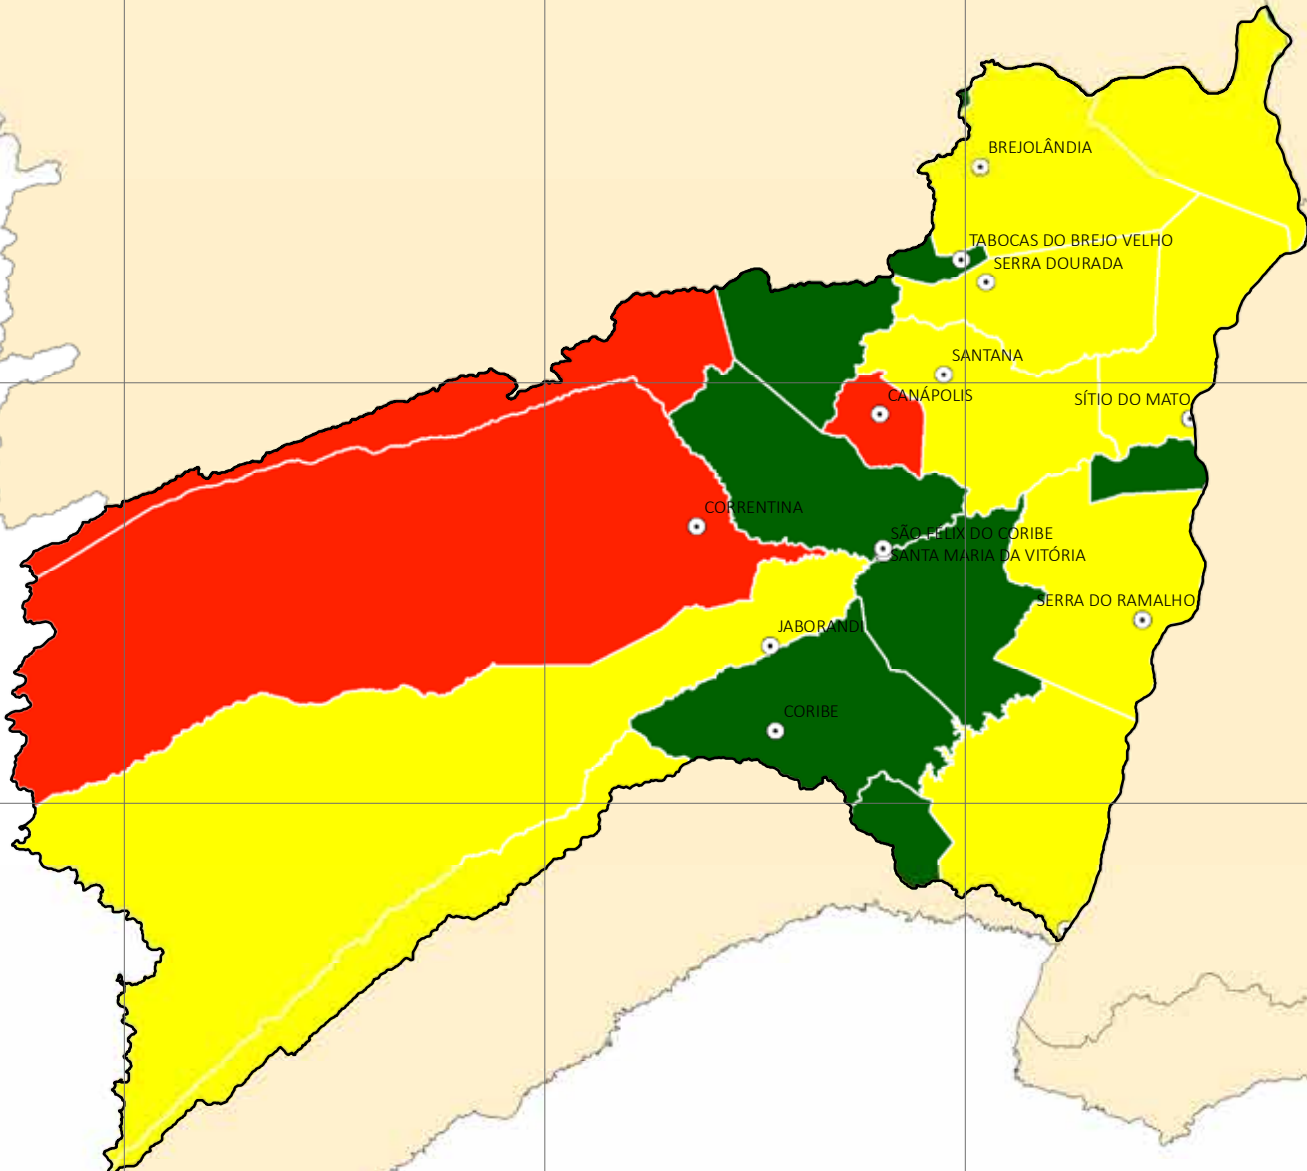 BREJOLÂNDIA
TABOCAS DO BREJO VELHO
SERRA DOURADA
SANTANA
CANÁPOLIS
SÍTIO DO MATO
CORRENTINA
SÃO FELIX DO CORIBE
SANTA MARIA DA VITÓRIA
SERRA DO RAMALHO
JABORANDI
CORIBE